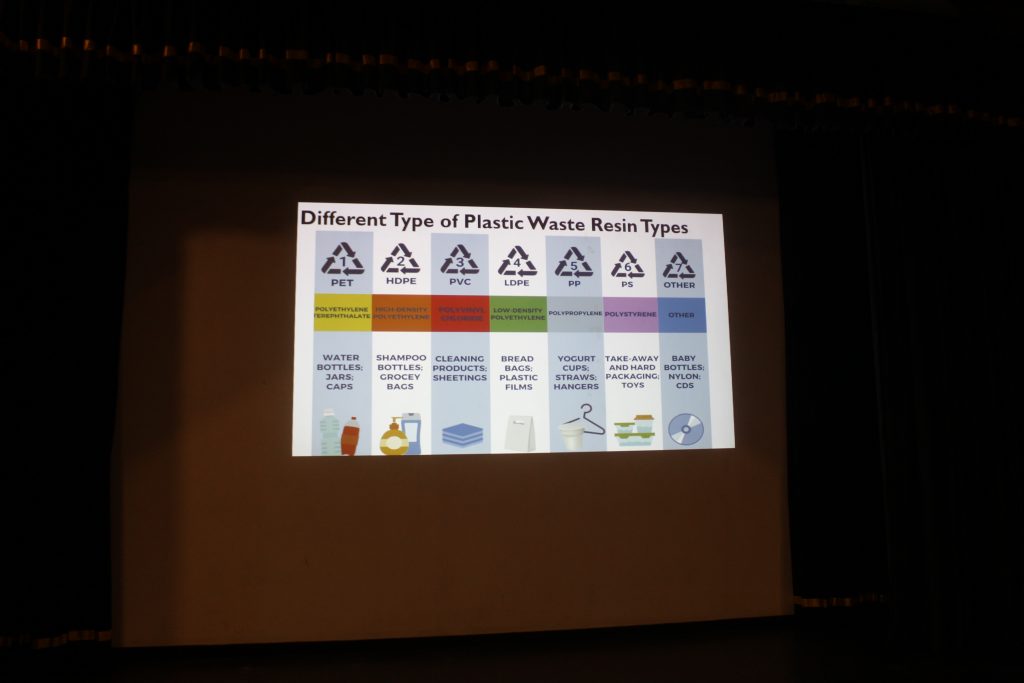 Different Type of Plastic Waste Resin Types
1
PET
2
HDPE
3
PVC
4
LDPE
5
PP
6
PS
7
OTHER
POLYETHYLENE
TEREPHTHALATE
HIGH-DENSITY
POLYETHYLENE
POLYVINYL
CHLORIDE
LOW-DENSITY
POLYETHYLENE
POLYPROPYLENE
POLYSTYRENE
OTHER
WATER
BOTTLES;
JARS;
CAPS
SHAMPOO
BOTTLES;
GROCEY
BAGS
CLEANING
PRODUCTS;
SHEETINGS
BREAD
BAGS;
PLASTIC
FILMS
YOGURT
CUPS;
STRAWS;
HANGERS
TAKE-AWAY
AND HARD
PACKAGING;
TOYS
BABY
BOTTLES;
NYLON;
CDS